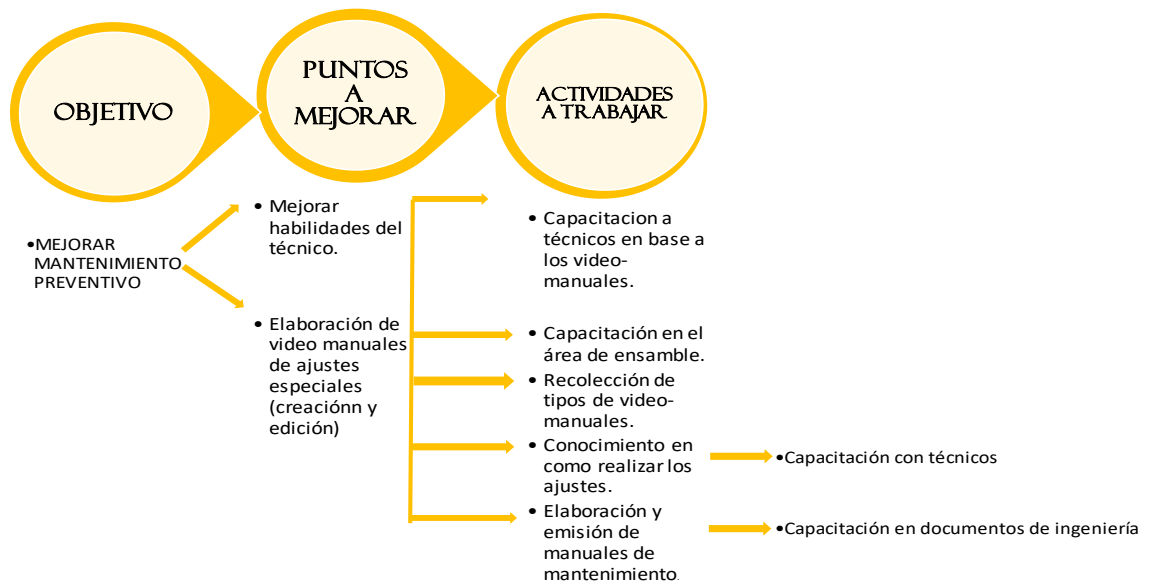 OBJETIVO
PUNTOS
A
MEJORAR
ACTIVIDADES
A TRABAJAR
•MEJORAR
MANTENIMIENTO
PREVENTIVO
• Mejorar
habilidades del
técnico.
• Elaboración de
video manuales
de ajustes
especiales
(creaciónn y
edición)
• Capacitacion a
técnicos en base a
los video-
manuales.
• Capacitación en el
área de ensamble.
• Recolección de
tipos de video-
manuales.
• Conocimiento en
como realizar los
ajustes.
• Elaboración y
emisión de
manuales de
mantenimiento.
•Capacitación con técnicos
•Capacitación en documentos de ingeniería